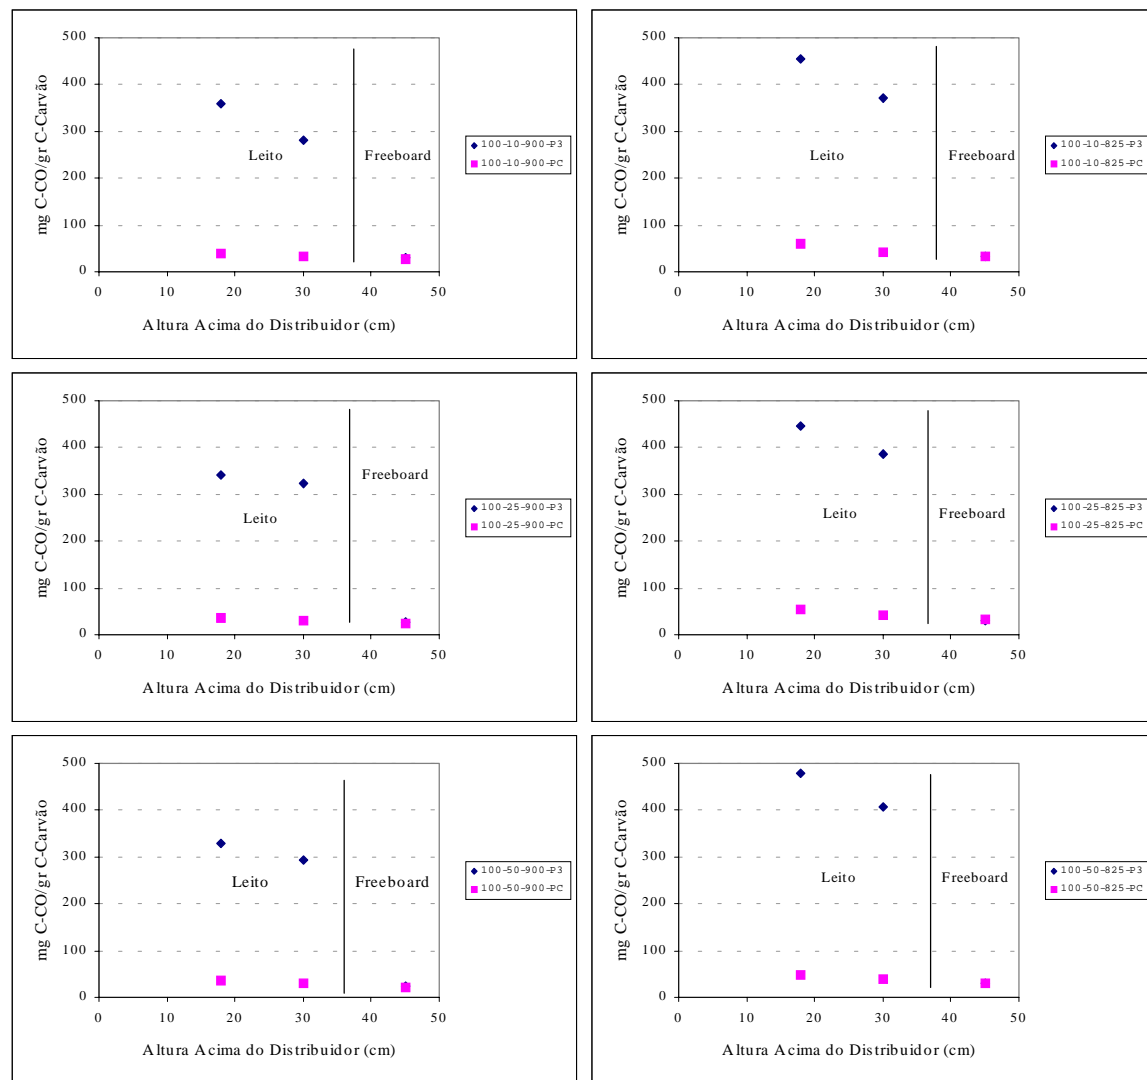 mg C-CO/gr C-Carvão
500
400
300
200
100
0
Leito
Freeboard
0 10 20 30 40 50
Altura Acima do Distribuidor (cm)
100-10-900-P3
100-10-900-PC
mg C-CO/gr C-Carvão
500
400
300
200
100
0
Leito
Freeboard
0 10 20 30 40 50
Altura Acima do Distribuidor (cm)
100-10-825-P3
100-10-825-PC
mg C-CO/gr C-Carvão
500
400
300
200
100
0
Freeboard
Leito
0 10 20 30 40 50
Altura Acima do Distribuidor (cm)
100-25-900-P3
100-25-900-PC
mg C-CO/gr C-Carvão
500
400
300
200
100
0
Leito
Freeboard
0 10 20 30 40 50
Altura Acima do Distribuidor (cm)
100-25-825-P3
100-25-825-PC
mg C-CO/gr C-Carvão
500
400
300
200
100
0
Leito
Freeboard
0 10 20 30 40 50
Altura Acima do Distribuidor (cm)
100-50-900-P3
100-50-900-PC
mg C-CO/gr C-Carvão
500
400
300
200
100
0
Leito
Freeboard
0 10 20 30 40 50
Altura Acima do Distribuidor (cm)
100-50-825-P3
100-50-825-PC